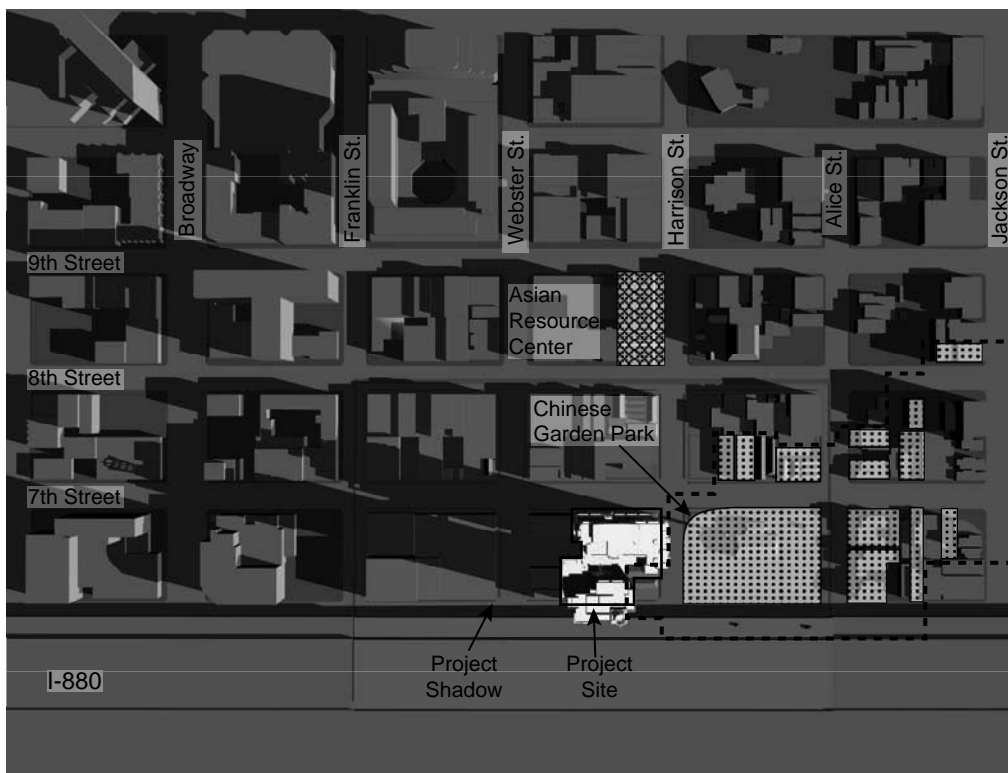 Broadway
Franklin St.
Webster St.
Harrison St.
Alice St.
Jackson St.
9th Street
Asian
Resource
Center
8th Street
Chinese
Garden Park
7th Street
Project
Shadow
Project
Site
I-880